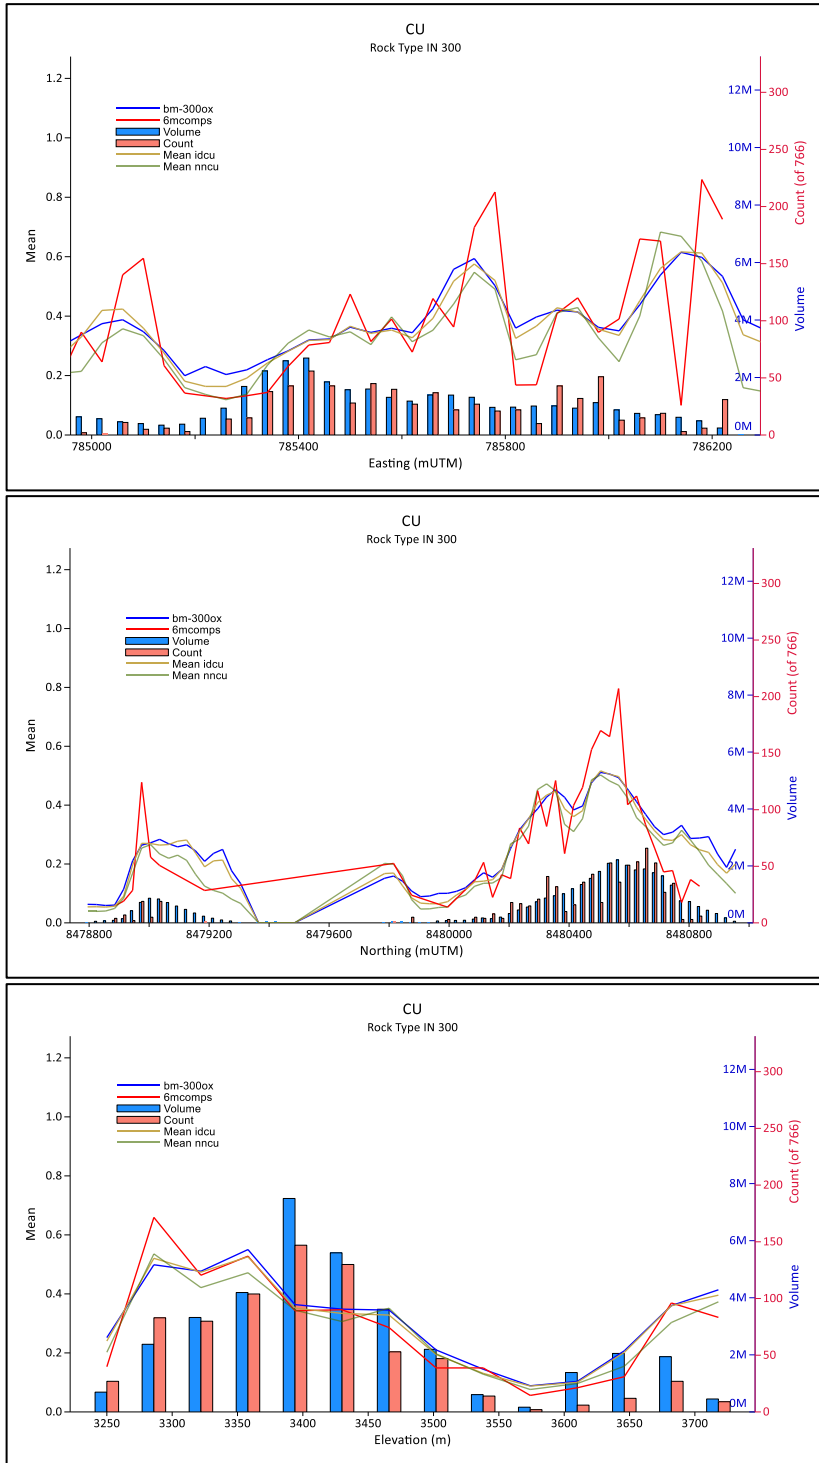 CU
Rock Type IN 300
1.2
1.0
0.8
0.6
0.4
0.2
0.0
Mean
bm-300ox
6mcomps
Volume
Count
Mean idcu
Mean nncu
12M
10M
8M
6M
4M
2M
0M
Volume
300
250
200
150
100
50
0
Count (of 766)
785000
785400
785800
786200
Easting (mUTM)
CU
Rock Type IN 300
1.2
1.0
0.8
0.6
0.4
0.2
0.0
Mean
bm-300ox
6mcomps
Volume
Count
Mean idcu
Mean nncu
12M
10M
8M
6M
4M
2M
0M
Volume
300
250
200
150
100
50
0
Count (of 766)
8478800
8479200
8479600
8480000
8480400
8480800
Northing (mUTM)
CU
Rock Type IN 300
1.2
1.0
0.8
0.6
0.4
0.2
0.0
Mean
bm-300ox
6mcomps
Volume
Count
Mean idcu
Mean nncu
12M
10M
8M
6M
4M
2M
0M
Volume
300
250
200
150
100
50
0
Count (of 766)
3250
3300
3350
3400
3450
3500
3550
3600
3650
3700
Elevation (m)